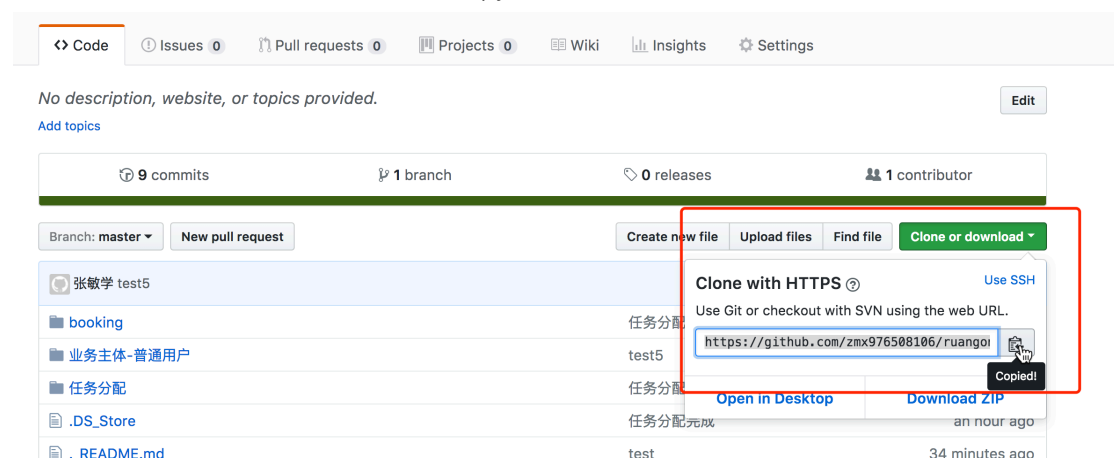 Code Issues 0 Pull requests 0 Projects 0 Wiki Insights Settings
No description, website, or topics provided.
Edit
Add topics
9 commits 1 branch 0 releases 1 contributor
Branch: master New pull request Create new file Upload files Find file Clone or download
张敏学 test5
Clone with HTTPS Use SSH
Use Git or checkout with SVN using the web URL.
booking 任务分配
https://github.com/zmx976508106/ruangon
业务主体-普通用户 test5
Copied!
任务分配 任务分配
Open in Desktop Download ZIP
.DS_Store 任务分配完成 an hour ago
._README.md test 34 minutes ago